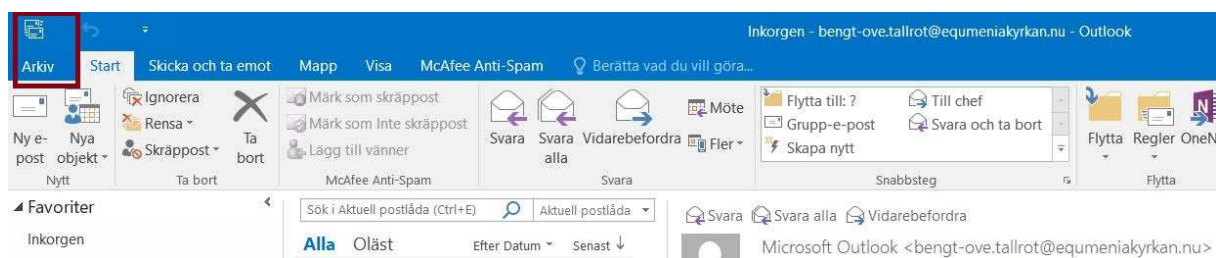 Inkorgen - bengt-ove.tallrot@equmeniakyrkan.nu - Outlook
Arkiv Start Skicka och ta emot Mapp Visa McAfee Anti-Spam Berätta vad du vill göra...
Ny e-post
Nya objekt
Nytt
Ignorera
Rensa
Skräppost
Ta bort
Ta bort
Märk som skräppost
Märk som Inte skräppost
Lägg till vänner
McAfee Anti-Spam
Svara
Svara alla
Vidarebefordra
Möte
Fler
Svara
Flytta till: ?
Grupp-e-post
Skapa nytt
Till chef
Svara och ta bort
Snabbsteg
Flytta
Regler
OneN
Flytta
Favoriter
Inkorgen
Sök i Aktuell postlåda (Ctrl+E) Aktuell postlåda
Alla Oläst Efter Datum Senast
Svara Svara alla Vidarebefordra
Microsoft Outlook <bengt-ove.tallrot@equmeniakyrkan.nu>